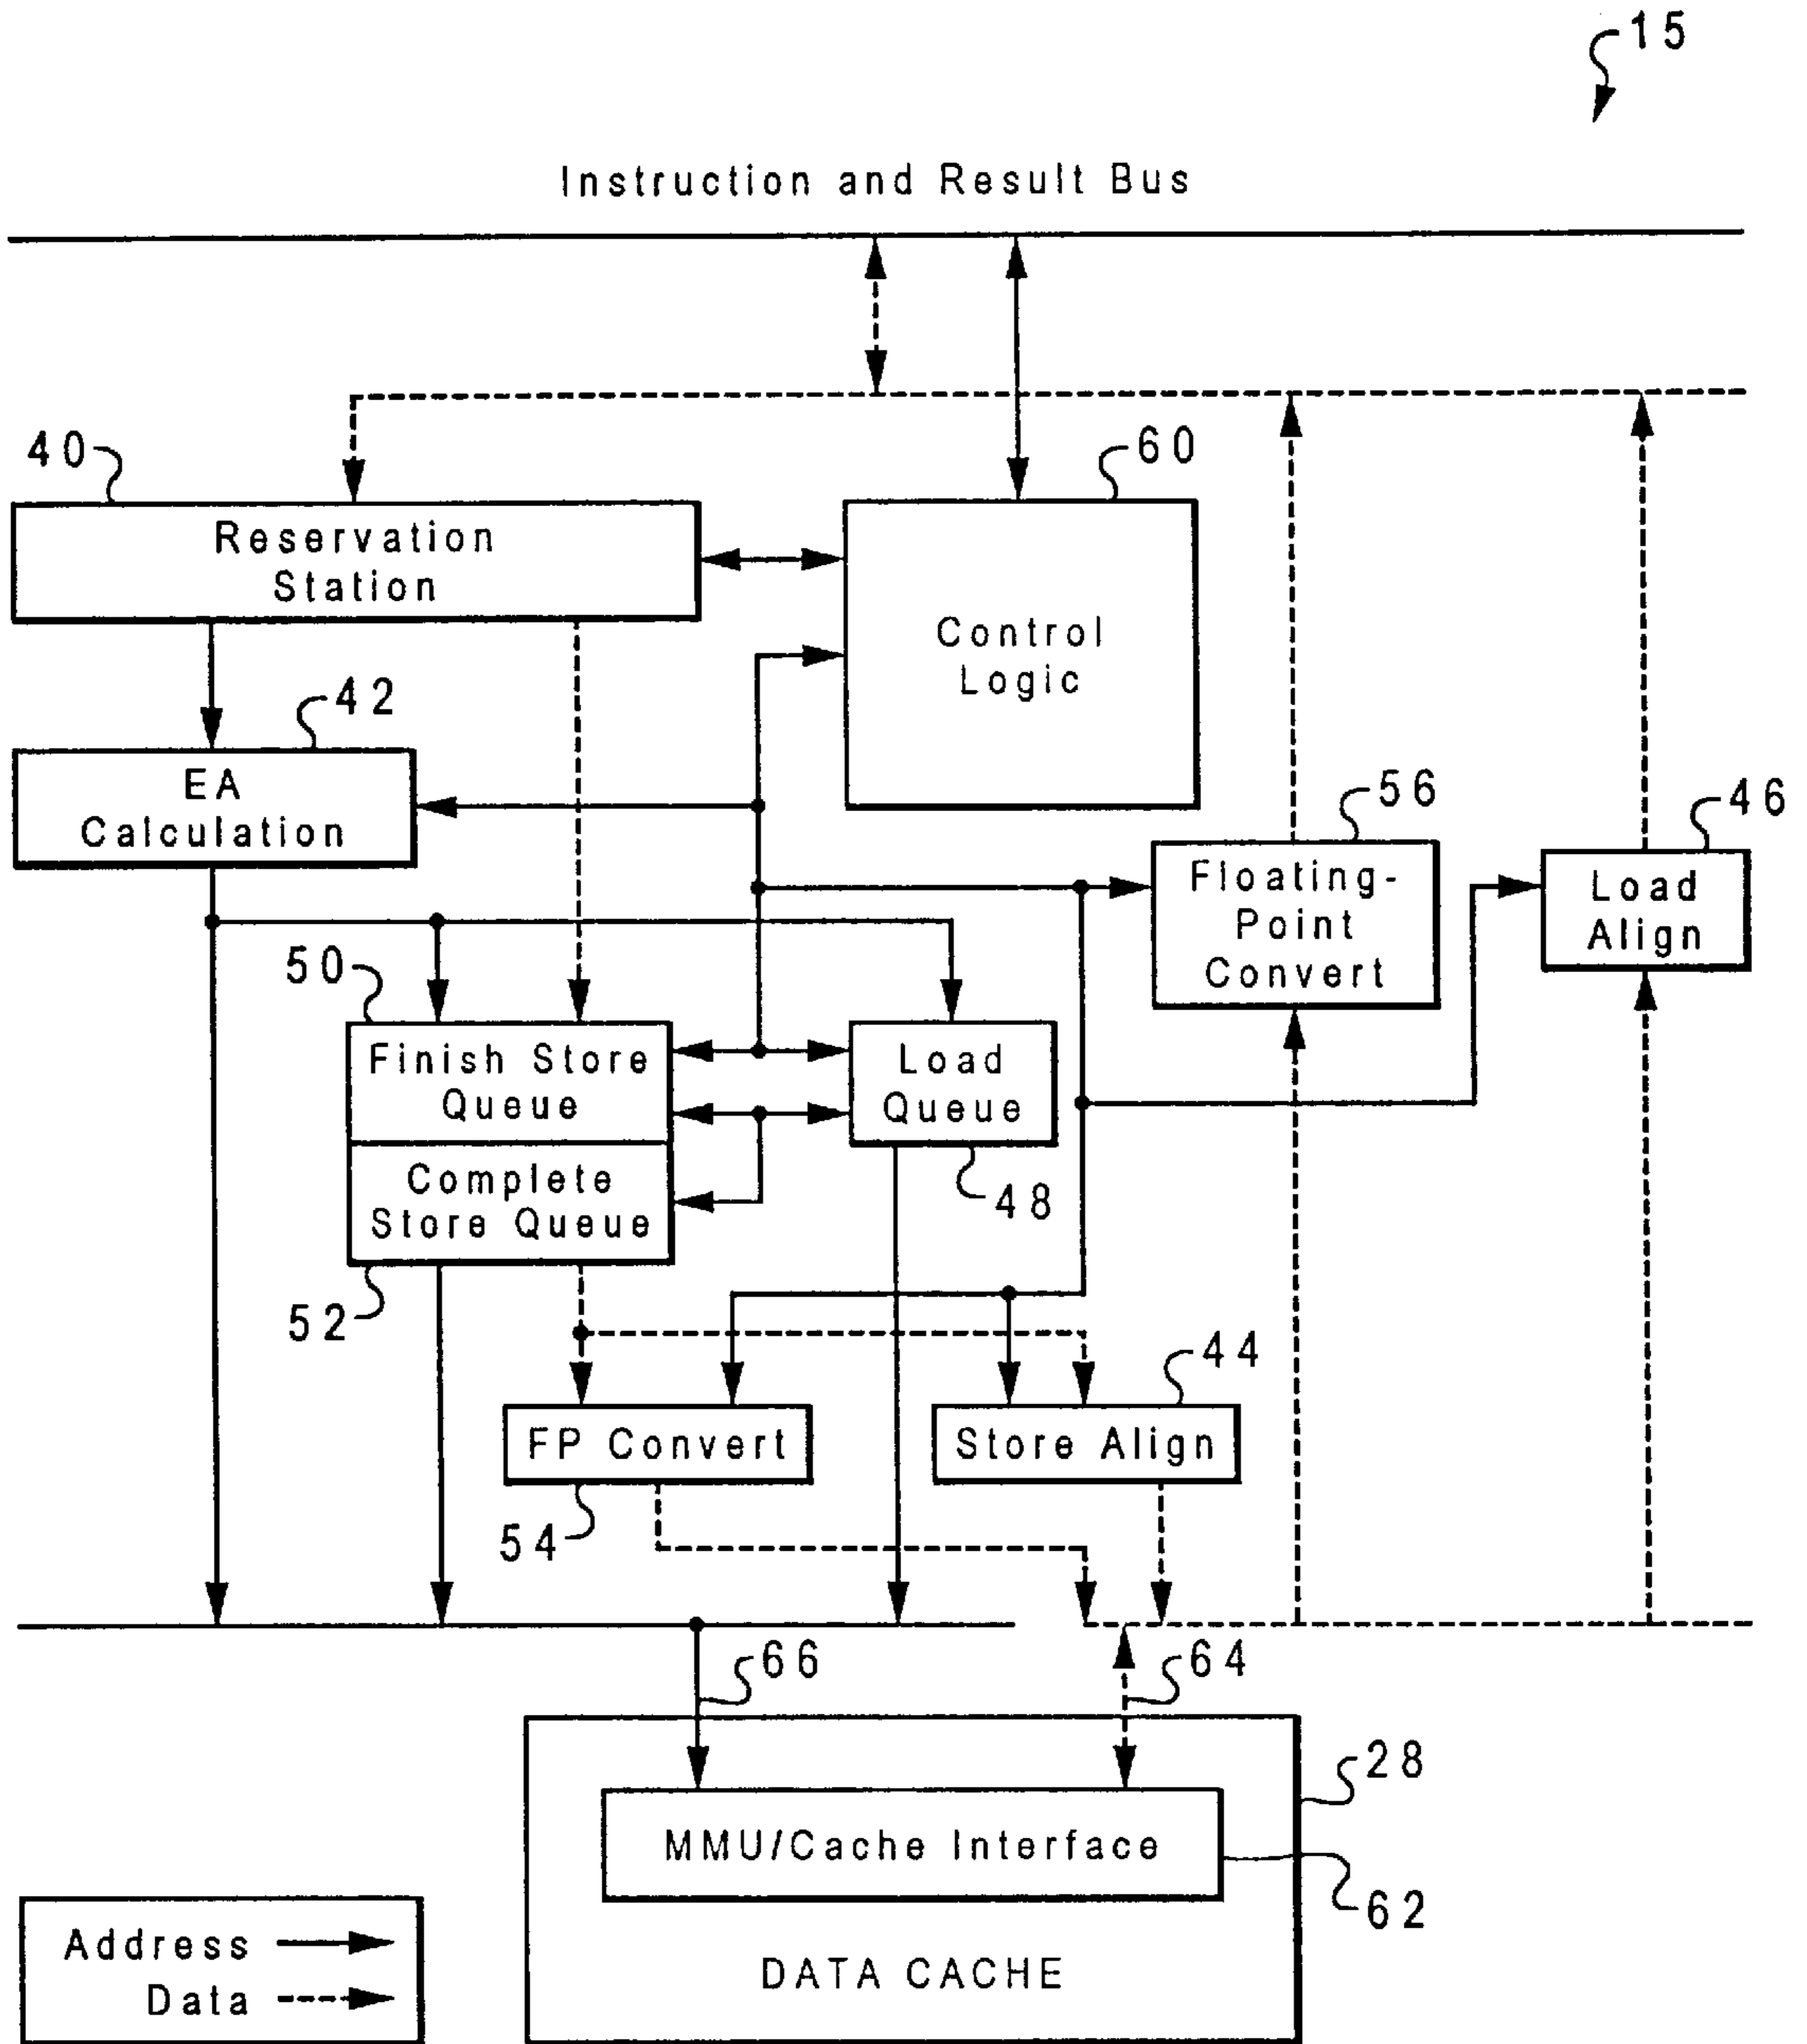 15
Instruction and Result Bus
40
60
Reservation
Station
Control
Logic
42
EA
Calculation
56
46
Floating-
Point
Convert
Load
Align
50
Finish Store
Queue
Load
Queue
Complete
Store Queue
48
52
44
FP Convert
Store Align
54
66
64
28
MMU/Cache Interface
62
DATA CACHE
Address
Data